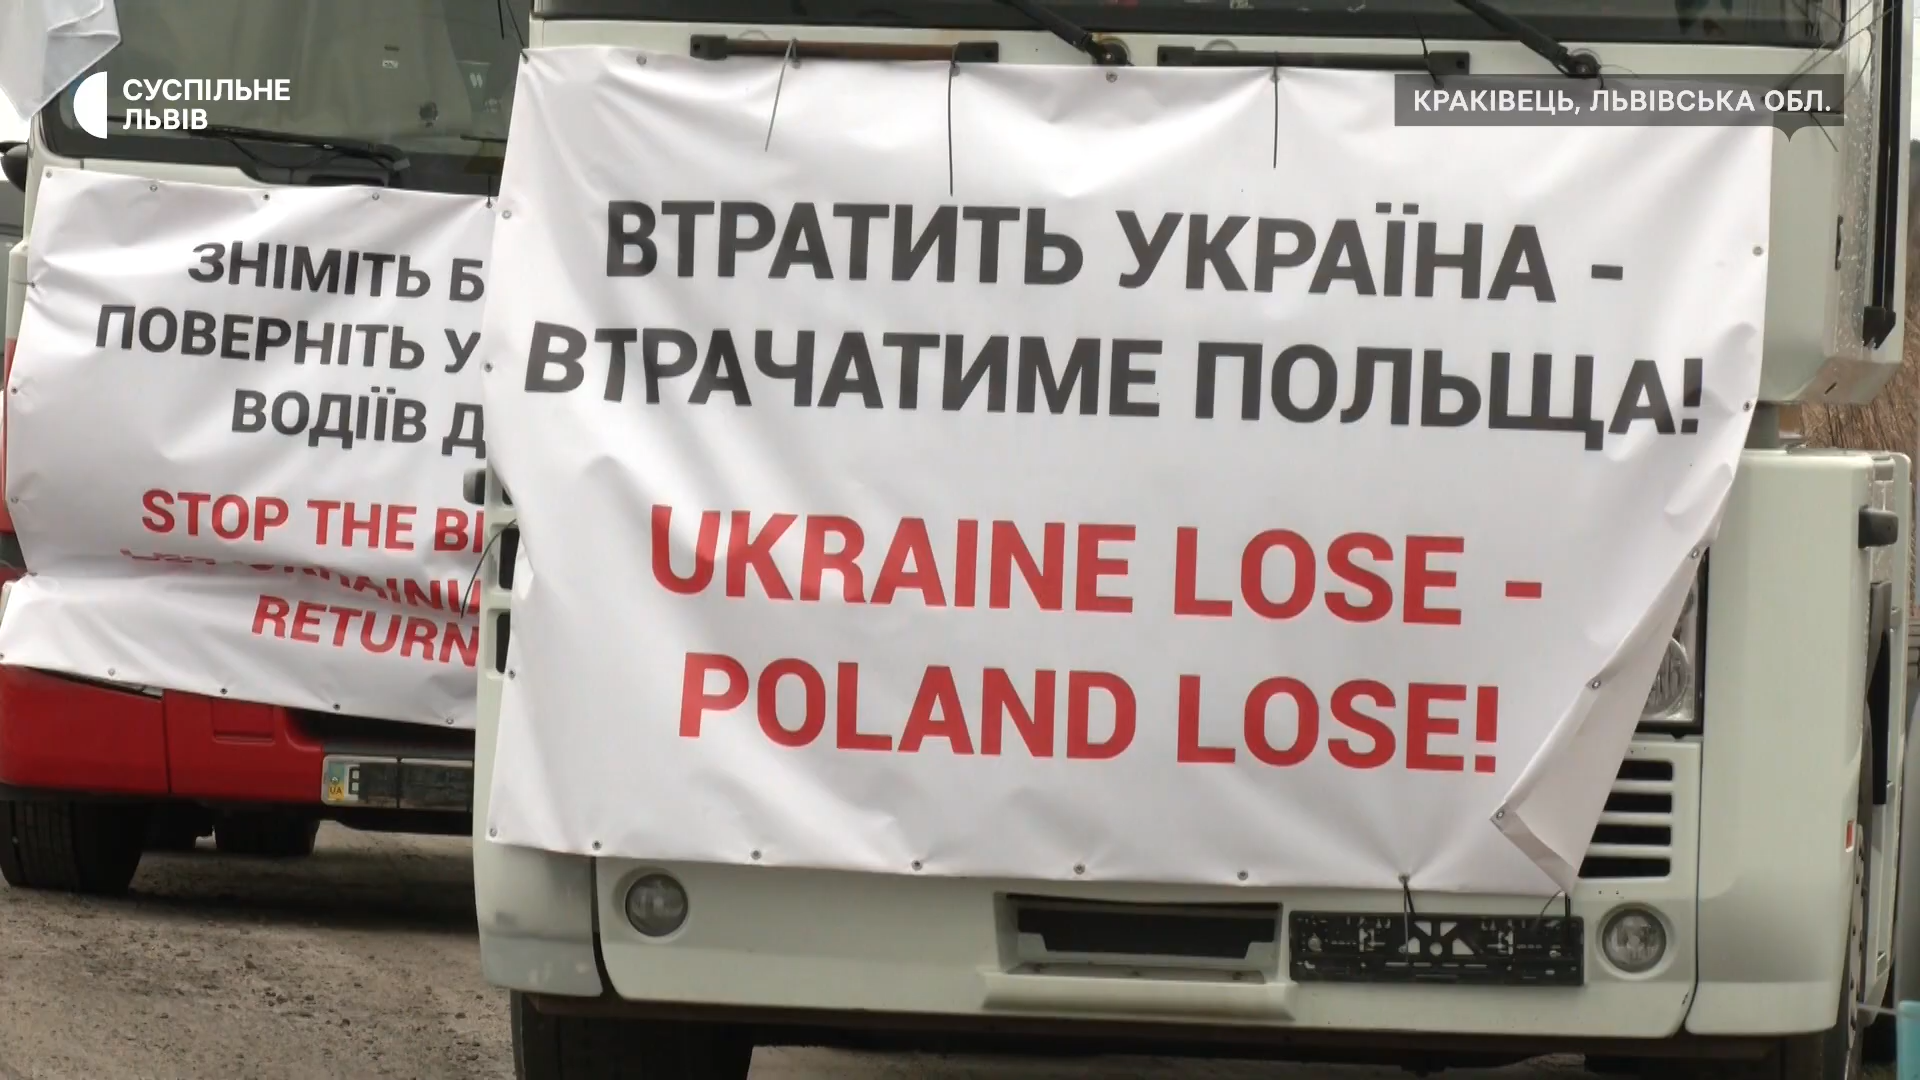 СУСПІЛЬНЕ
ЛЬВІВ
КРАКІВЕЦЬ, ЛЬВІВСЬКА ОБЛ.
ЗНІМІТЬ
ПОВЕРНІТЬ
ВОДІЇВ
STOP THE
RETURN
ВТРАТИТЬ УКРАЇНА -
ВТРАЧАТИМЕ ПОЛЬЩА!
UKRAINE LOSE -
POLAND LOSE!
UA